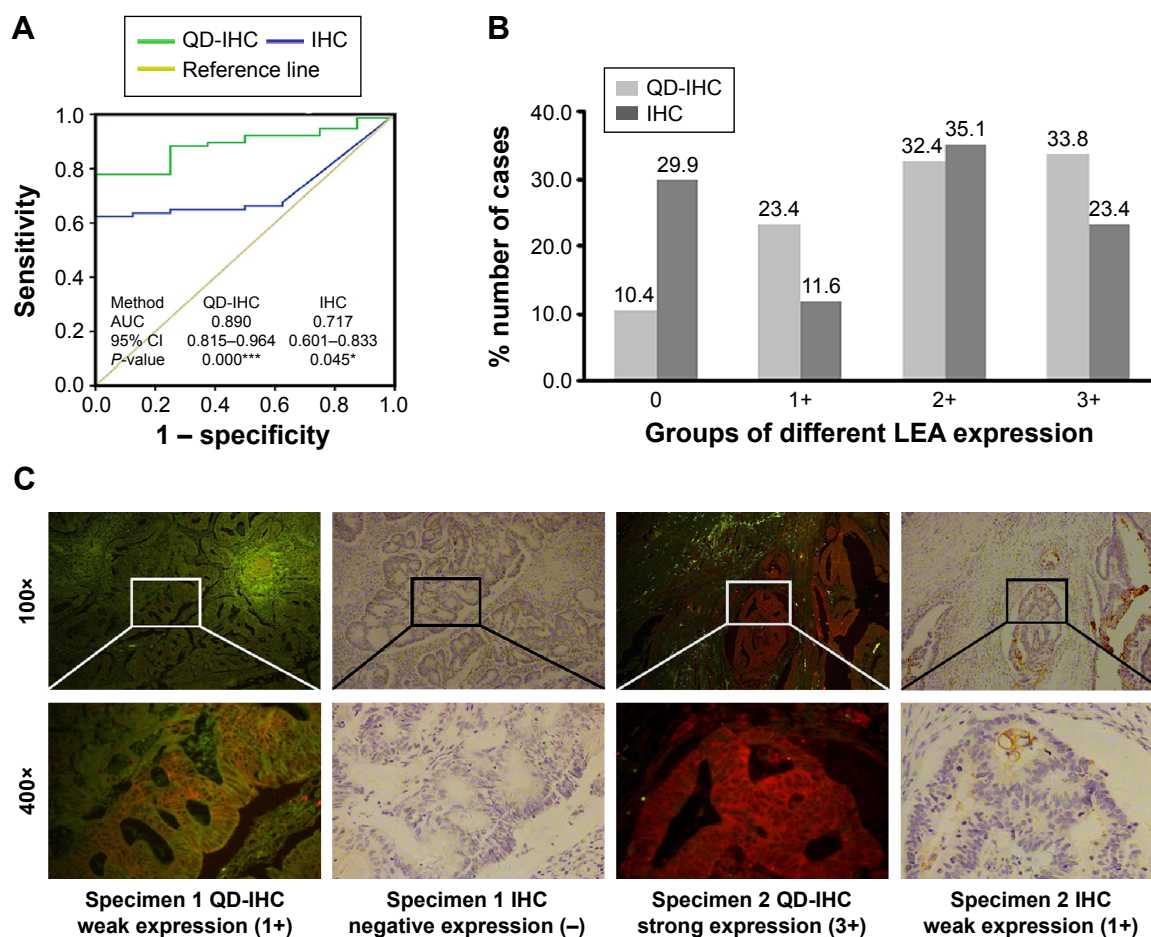 A
QD-IHC IHC
Reference line
Sensitivity
1.0
0.8
0.6
0.4
0.2
0.0
Method QD-IHC IHC
AUC 0.890 0.717
95% CI 0.815–0.964 0.601–0.833
P-value 0.000*** 0.045*
0.0 0.2 0.4 0.6 0.8 1.0
1 – specificity
B
QD-IHC
IHC
% number of cases
40.0
30.0
20.0
10.0
0.0
10.4 29.9 23.4 11.6 32.4 35.1 33.8 23.4
0 1+ 2+ 3+
Groups of different LEA expression
C
100×
400×
Specimen 1 QD-IHC
weak expression (1+)
Specimen 1 IHC
negative expression (–)
Specimen 2 QD-IHC
strong expression (3+)
Specimen 2 IHC
weak expression (1+)